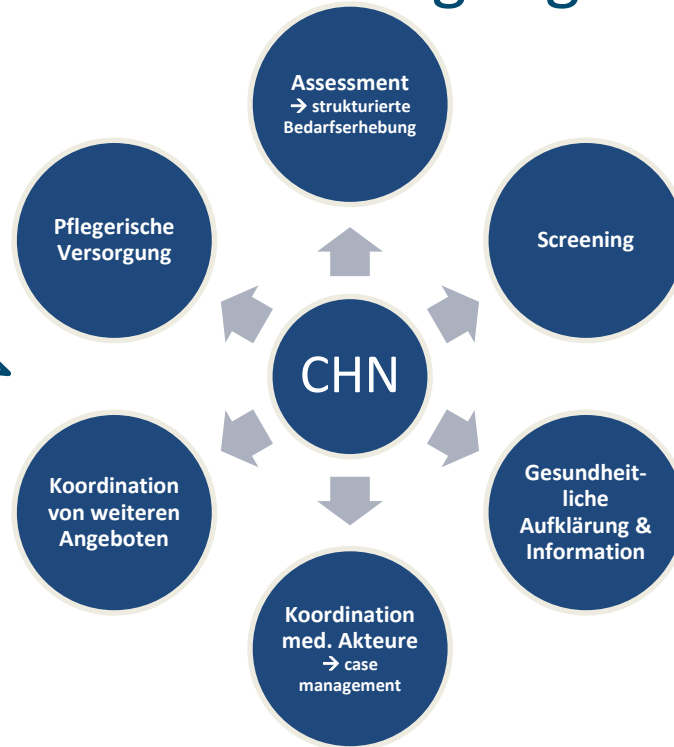 Assessment
→ strukturierte
Bedarfserhebung
Screening
Gesundheit-
liche
Aufklärung &
Information
Koordination
med. Akteure
→ case
management
Koordination
von weiteren
Angeboten
Pflegerische
Versorgung
CHN